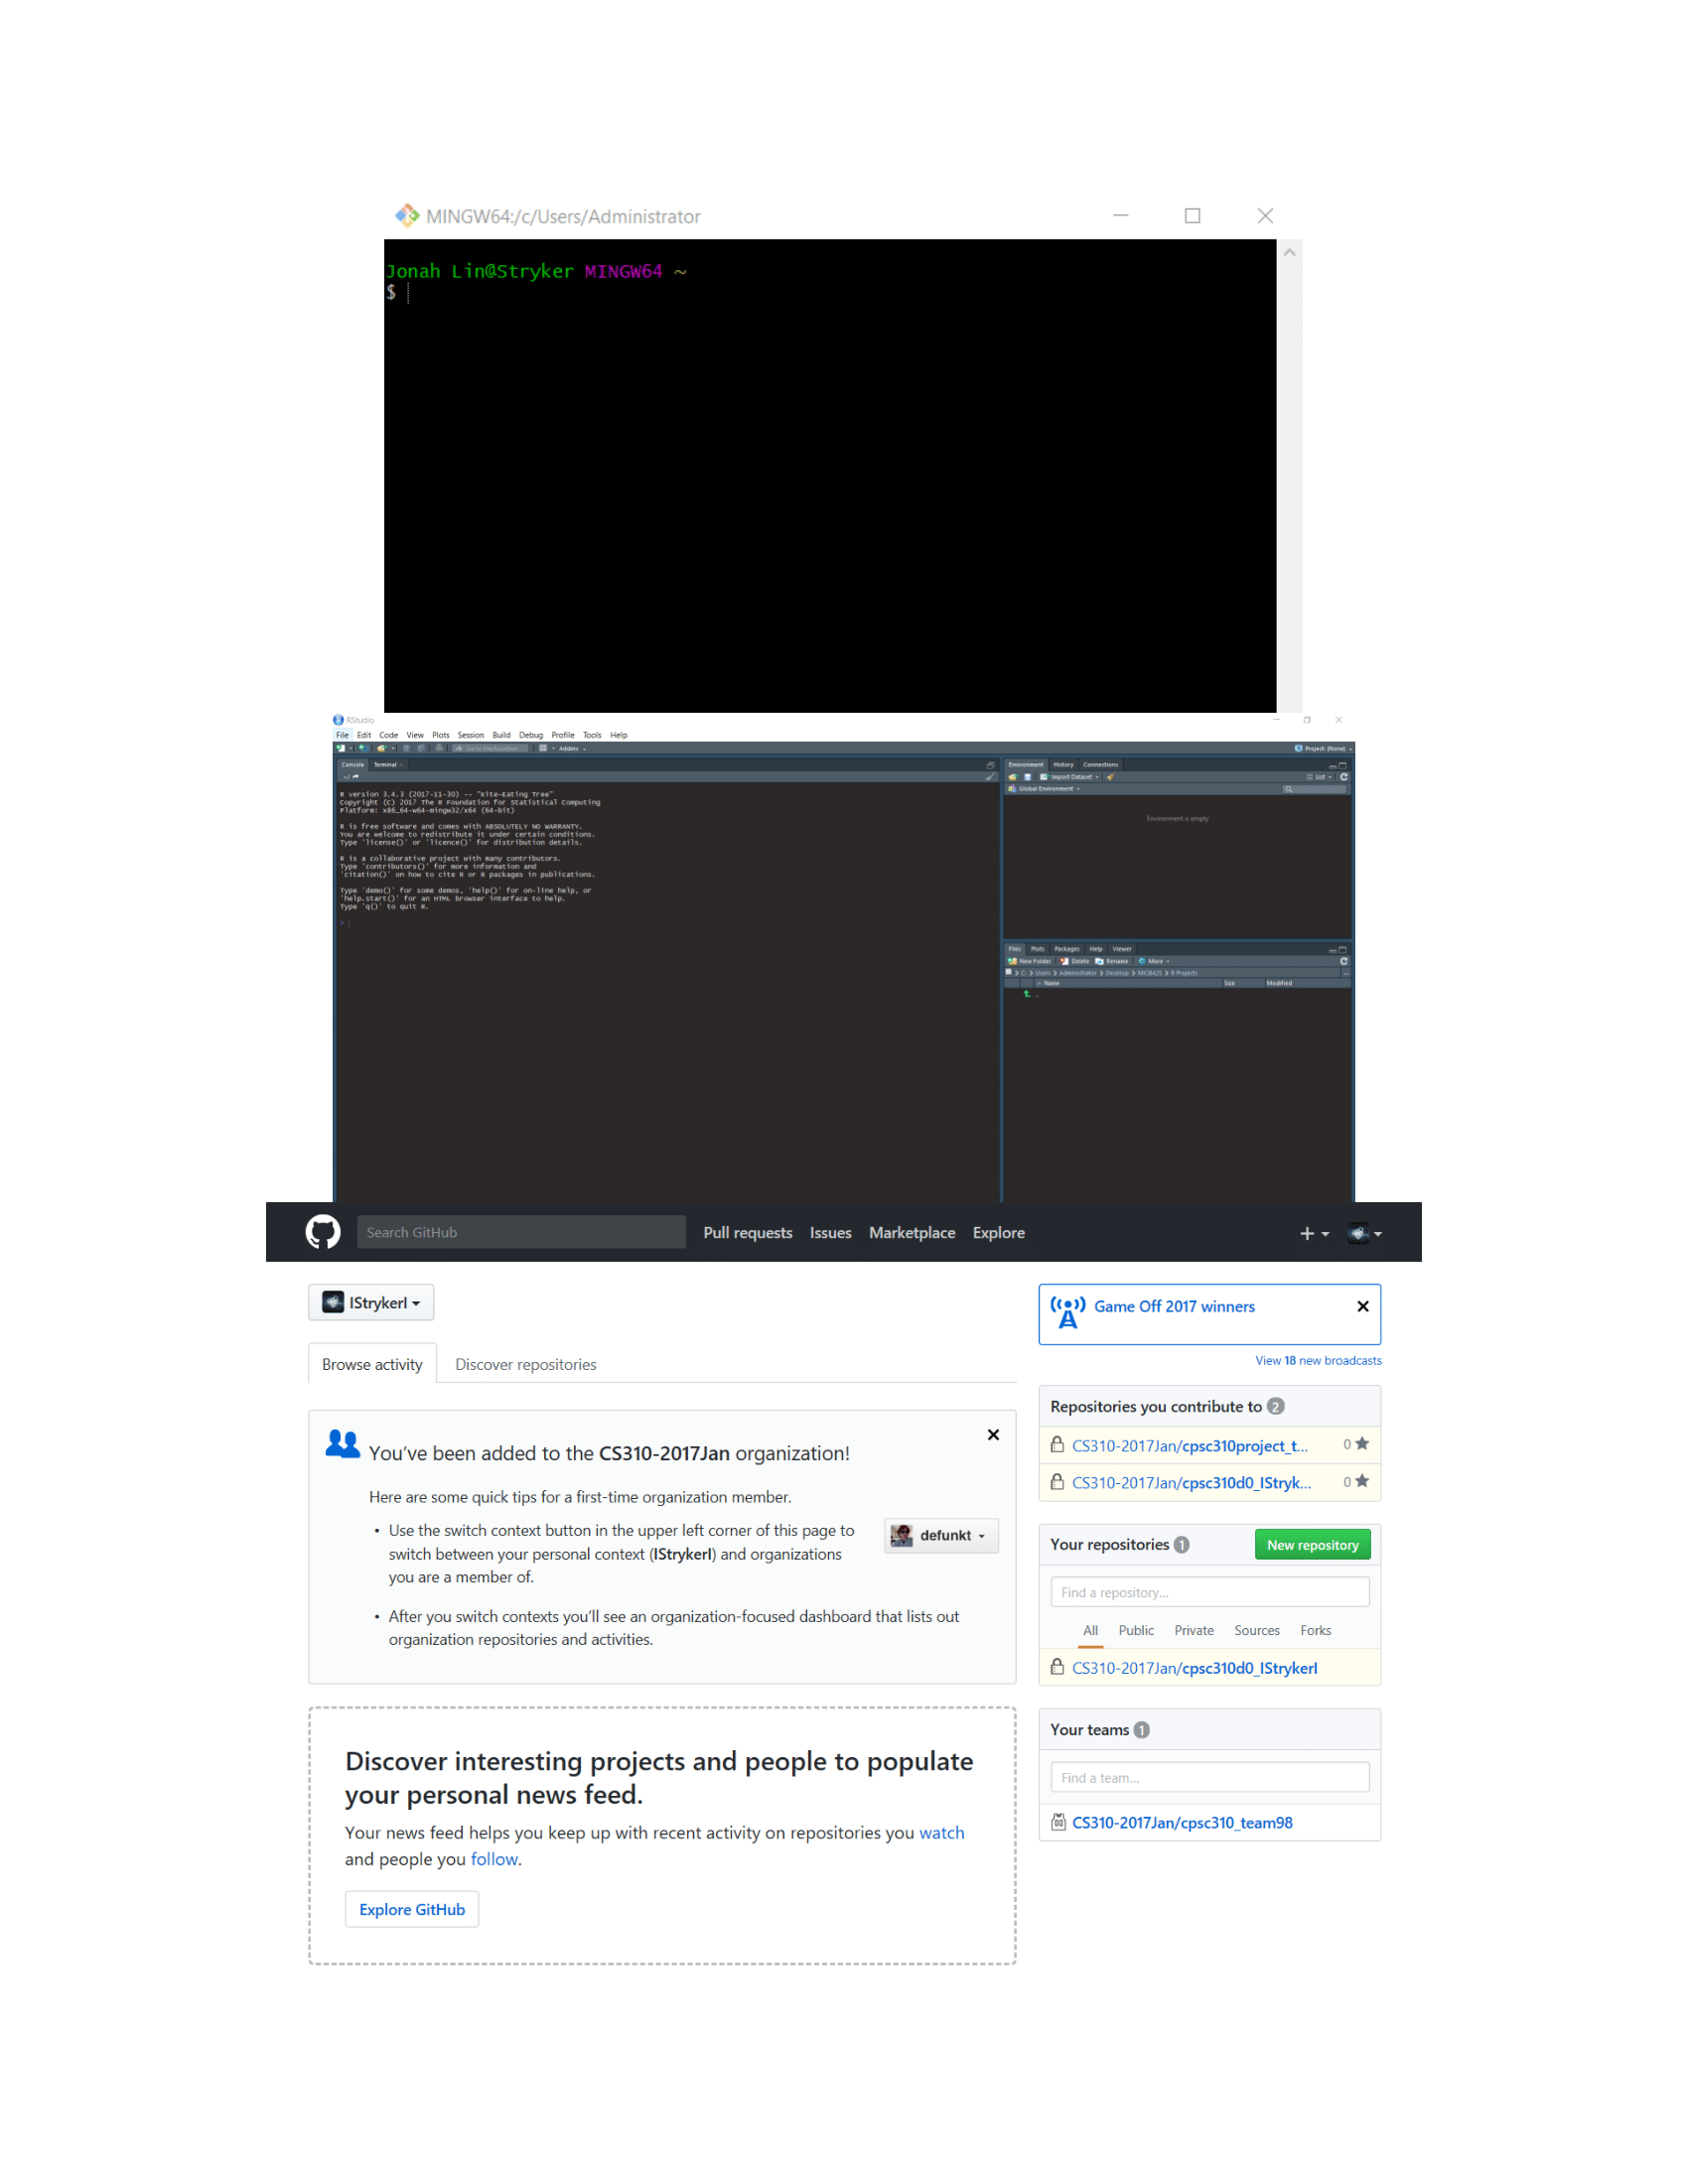 MINGW64:/c/Users/Administrator
Jonah Lin@Stryker MINGW64 ~
$
RStudio
File Edit Code View Plots Session Build Debug Profile Tools Help
Go to file/function Addins Project: (None)
Console Terminal
~/
R version 3.4.3 (2017-11-30) -- "Kite-Eating Tree"
Copyright (C) 2017 The R Foundation for Statistical Computing
Platform: x86_64-w64-mingw32/x64 (64-bit)
R is free software and comes with ABSOLUTELY NO WARRANTY.
You are welcome to redistribute it under certain conditions.
Type 'license()' or 'licence()' for distribution details.
R is a collaborative project with many contributors.
Type 'contributors()' for more information and
'citation()' on how to cite R or R packages in publications.
Type 'demo()' for some demos, 'help()' for on-line help, or
'help.start()' for an HTML browser interface to help.
Type 'q()' to quit R.
>
Environment History Connections
Import Dataset List
Global Environment
Environment is empty
Files Plots Packages Help Viewer
New Folder Delete Rename More
C: > Users > Administrator > Desktop > MICB425 > R Projects
Name Size Modified
..
Search GitHub Pull requests Issues Marketplace Explore
IStrykerI
Browse activity Discover repositories
You've been added to the CS310-2017Jan organization!
Here are some quick tips for a first-time organization member.
• Use the switch context button in the upper left corner of this page to
switch between your personal context (IStrykerI) and organizations
you are a member of.
defunkt
• After you switch contexts you'll see an organization-focused dashboard that lists out
organization repositories and activities.
Discover interesting projects and people to populate
your personal news feed.
Your news feed helps you keep up with recent activity on repositories you watch
and people you follow.
Explore GitHub
Game Off 2017 winners
View 18 new broadcasts
Repositories you contribute to 2
CS310-2017Jan/cpsc310project_t... 0
CS310-2017Jan/cpsc310d0_IStryk... 0
Your repositories 1 New repository
Find a repository...
All Public Private Sources Forks
CS310-2017Jan/cpsc310d0_IStrykerI
Your teams 1
Find a team...
CS310-2017Jan/cpsc310_team98